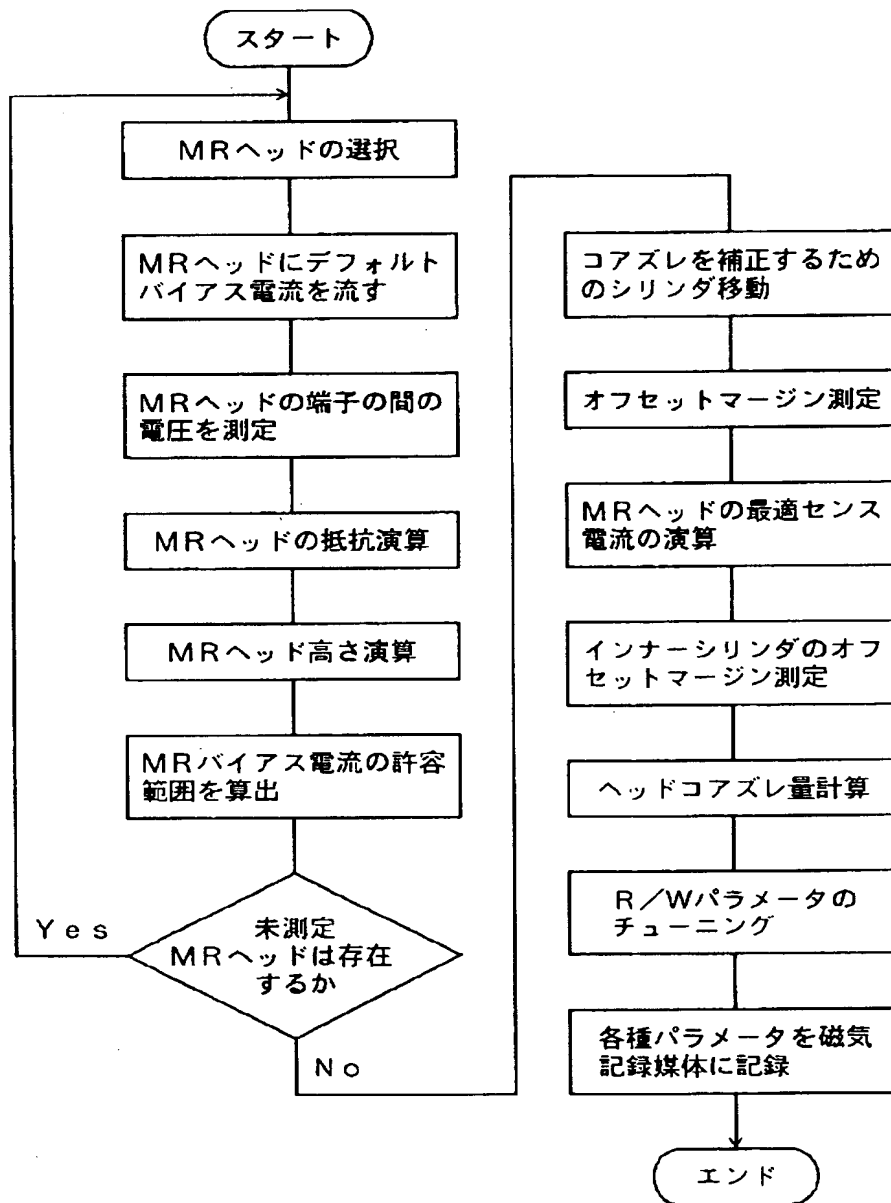 スタート
MRヘッドの選択
MRヘッドにデフォルト
バイアス電流を流す
MRヘッドの端子の間の
電圧を測定
MRヘッドの抵抗演算
MRヘッド高さ演算
MRバイアス電流の許容
範囲を算出
未測定
MRヘッドは存在
するか
Yes
No
コアズレを補正するため
のシリンダ移動
オフセットマージン測定
MRヘッドの最適センス
電流の演算
インナーシリンダのオフ
セットマージン測定
ヘッドコアズレ量計算
R/Wパラメータの
チューニング
各種パラメータを磁気
記録媒体に記録
エンド